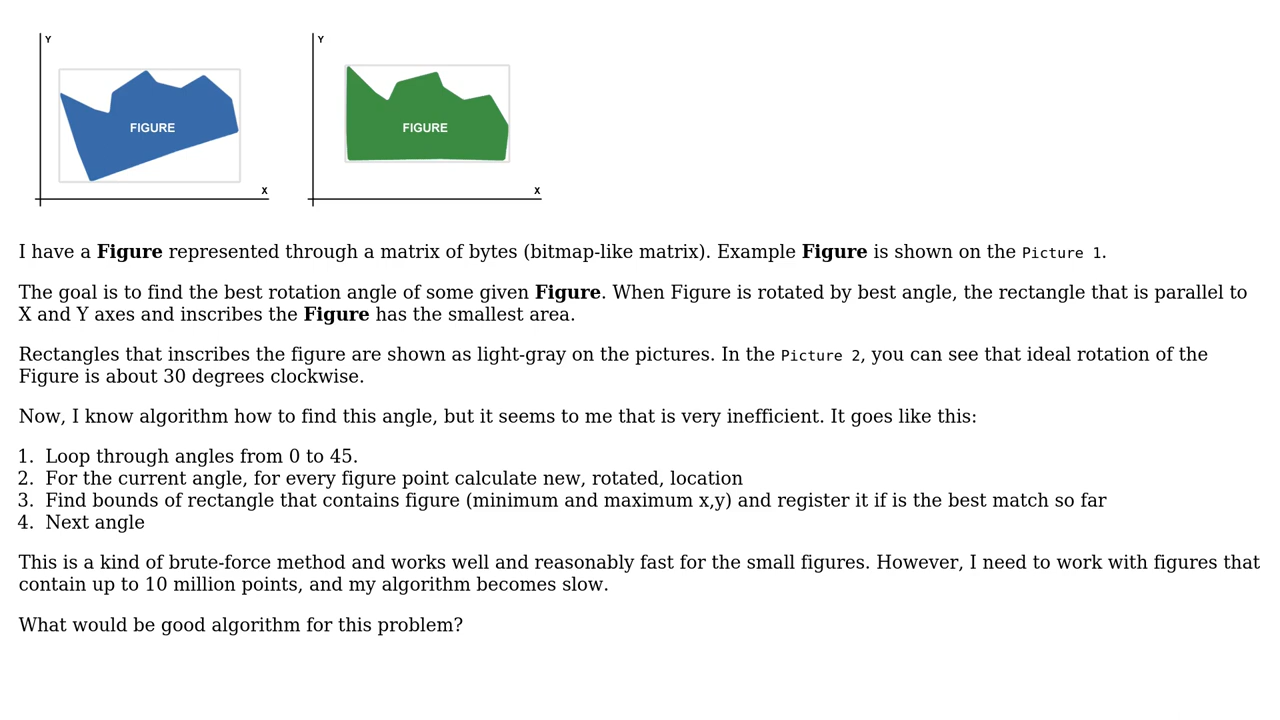 Y
Y
FIGURE
FIGURE
X
X
I have a Figure represented through a matrix of bytes (bitmap-like matrix). Example Figure is shown on the Picture 1.
The goal is to find the best rotation angle of some given Figure. When Figure is rotated by best angle, the rectangle that is parallel to
X and Y axes and inscribes the Figure has the smallest area.
Rectangles that inscribes the figure are shown as light-gray on the pictures. In the Picture 2, you can see that ideal rotation of the
Figure is about 30 degrees clockwise.
Now, I know algorithm how to find this angle, but it seems to me that is very inefficient. It goes like this:
1. Loop through angles from 0 to 45.
2. For the current angle, for every figure point calculate new, rotated, location
3. Find bounds of rectangle that contains figure (minimum and maximum x,y) and register it if is the best match so far
4. Next angle
This is a kind of brute-force method and works well and reasonably fast for the small figures. However, I need to work with figures that
contain up to 10 million points, and my algorithm becomes slow.
What would be good algorithm for this problem?